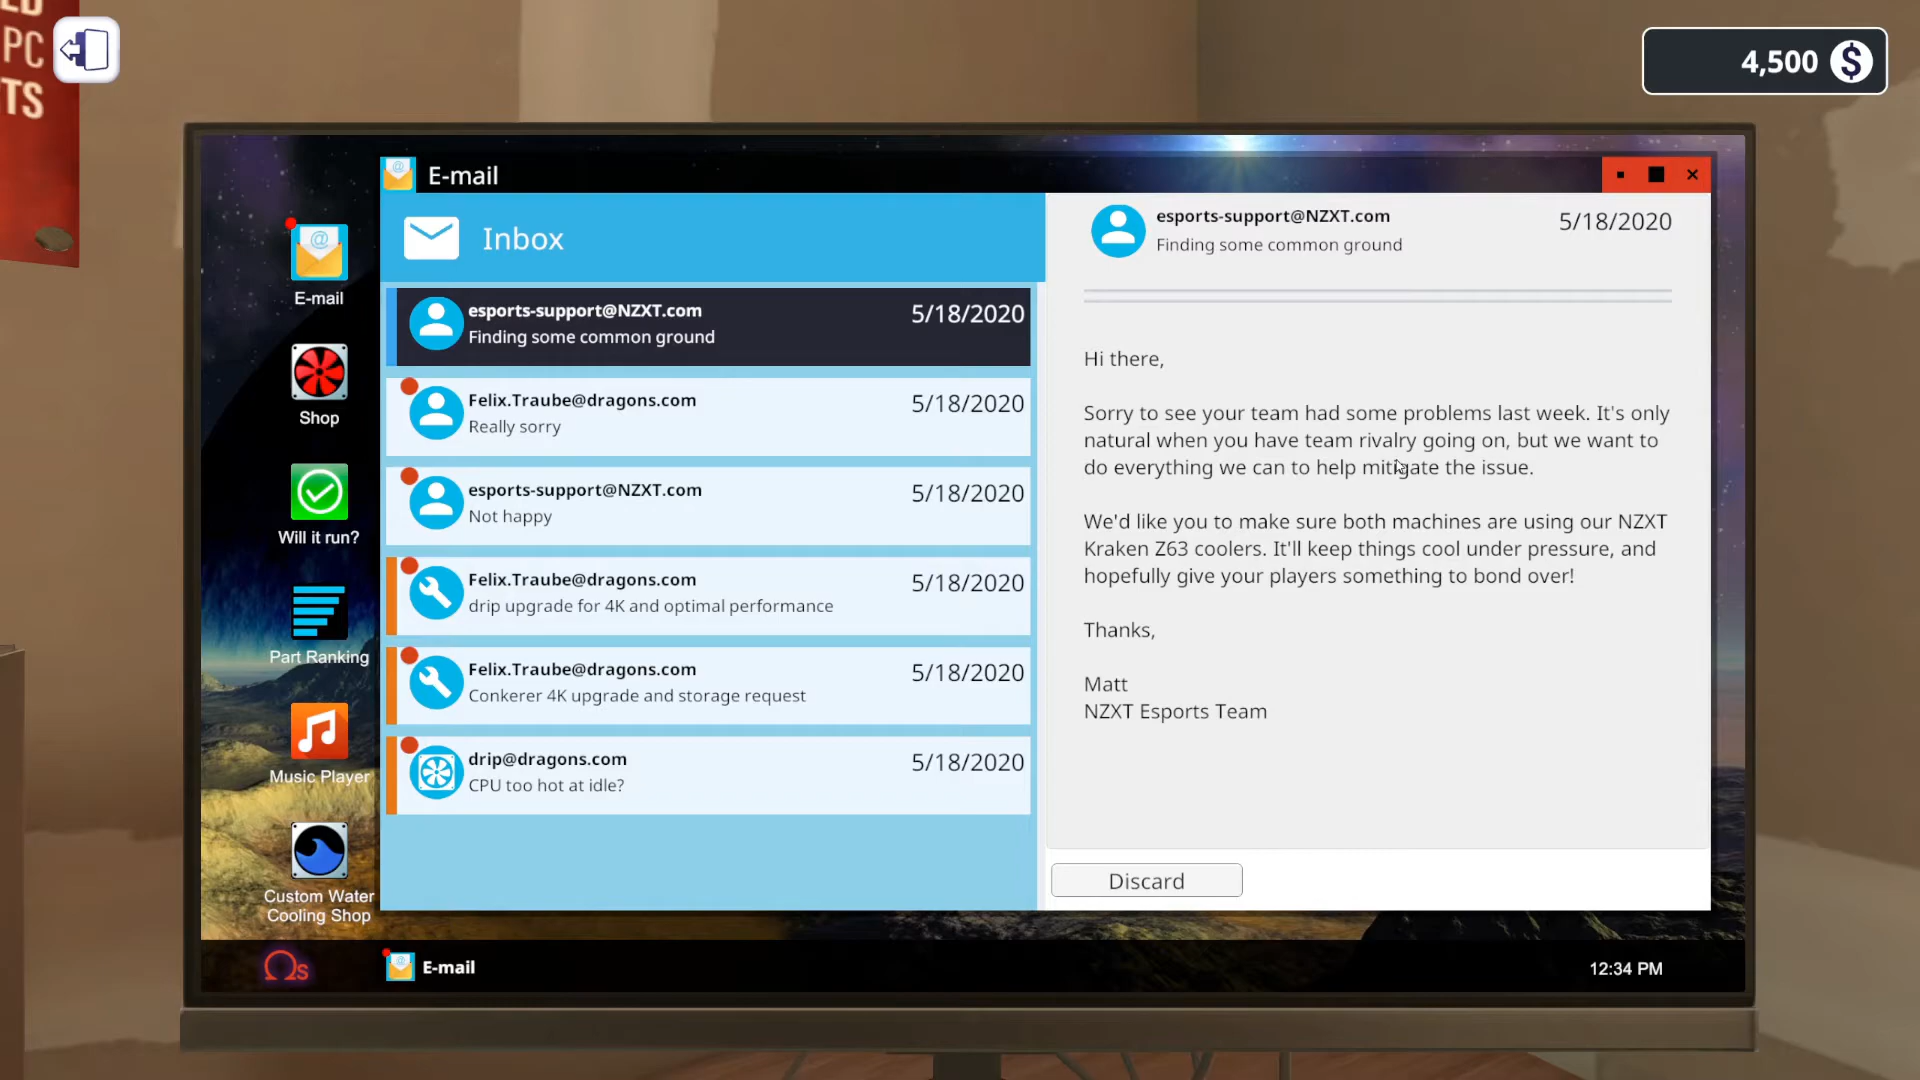 PC
TS
4,500
E-mail
Inbox
esports-support@NZXT.com
5/18/2020
Finding some common ground
Felix.Traube@dragons.com
5/18/2020
Really sorry
esports-support@NZXT.com
5/18/2020
Not happy
Felix.Traube@dragons.com
5/18/2020
drip upgrade for 4K and optimal performance
Felix.Traube@dragons.com
5/18/2020
Conkerer 4K upgrade and storage request
drip@dragons.com
5/18/2020
CPU too hot at idle?
esports-support@NZXT.com
5/18/2020
Finding some common ground
Hi there,
Sorry to see your team had some problems last week. It's only
natural when you have team rivalry going on, but we want to
do everything we can to help mitigate the issue.
We'd like you to make sure both machines are using our NZXT
Kraken Z63 coolers. It'll keep things cool under pressure, and
hopefully give your players something to bond over!
Thanks,
Matt
NZXT Esports Team
Discard
E-mail
Shop
Will it run?
Part Ranking
Music Player
Custom Water
Cooling Shop
Ωs
E-mail
12:34 PM